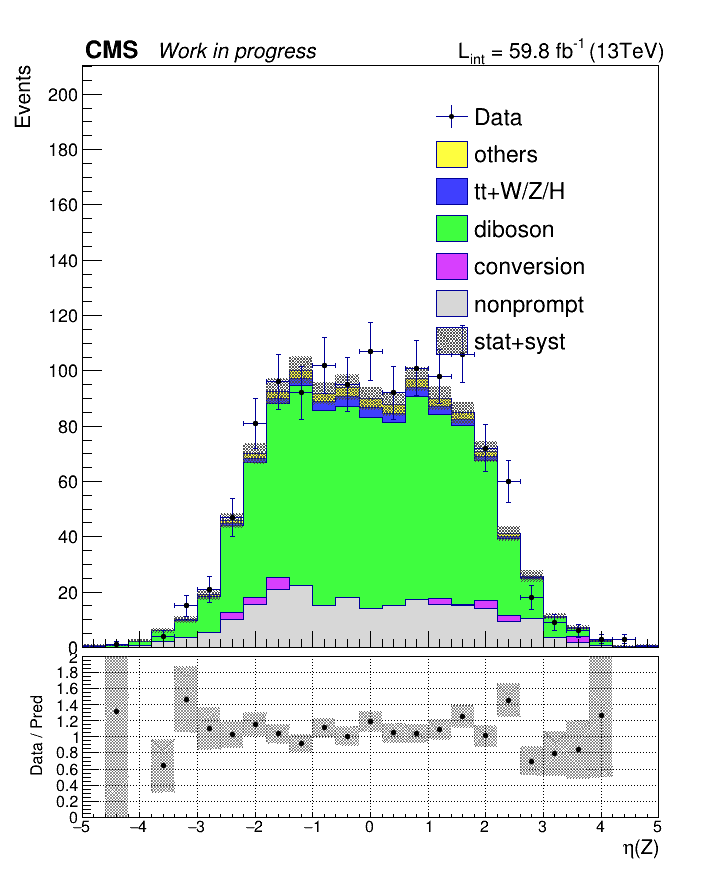 CMS Work in progress L_int = 59.8 fb^-1 (13TeV)
Events
200
180
160
140
120
100
80
60
40
20
0
Data
others
tt+W/Z/H
diboson
conversion
nonprompt
stat+syst
Data / Pred
2
1.8
1.6
1.4
1.2
1
0.8
0.6
0.4
0.2
0
−5 −4 −3 −2 −1 0 1 2 3 4 5
η(Z)